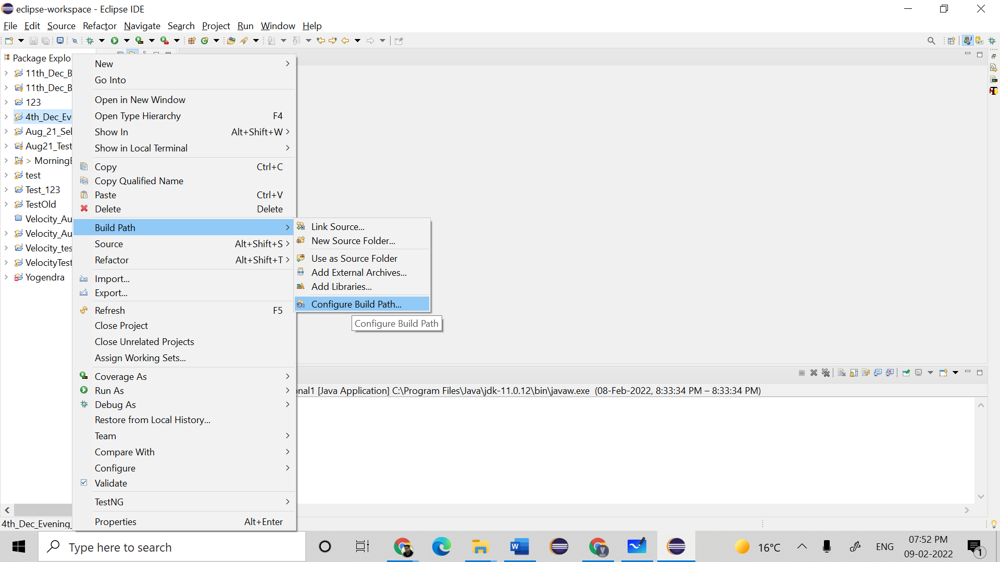 eclipse-workspace - Eclipse IDE
File Edit Source Refactor Navigate Search Project Run Window Help
Package Explo
11th_Dec_B
11th_Dec_B
123
4th_Dec_Eve
Aug_21_Sel
Aug21_Test
> MorningB
test
Test_123
TestOld
Velocity_Au
Velocity_Au
Velocity_tes
VelocityTest
Yogendra
New
Go Into
Open in New Window
Open Type Hierarchy F4
Show In Alt+Shift+W
Show in Local Terminal
Copy Ctrl+C
Copy Qualified Name
Paste Ctrl+V
Delete Delete
Build Path
Source Alt+Shift+S
Refactor Alt+Shift+T
Import...
Export...
Refresh F5
Close Project
Close Unrelated Projects
Assign Working Sets...
Coverage As
Run As
Debug As
Restore from Local History...
Team
Compare With
Configure
Validate
TestNG
Properties Alt+Enter
Link Source...
New Source Folder...
Use as Source Folder
Add External Archives...
Add Libraries...
Configure Build Path...
Configure Build Path
onal1 [Java Application] C:\Program Files\Java\jdk-11.0.12\bin\javaw.exe (08-Feb-2022, 8:33:34 PM – 8:33:34 PM)
4th_Dec_Evening_
Type here to search
16°C
ENG
07:52 PM
09-02-2022
1